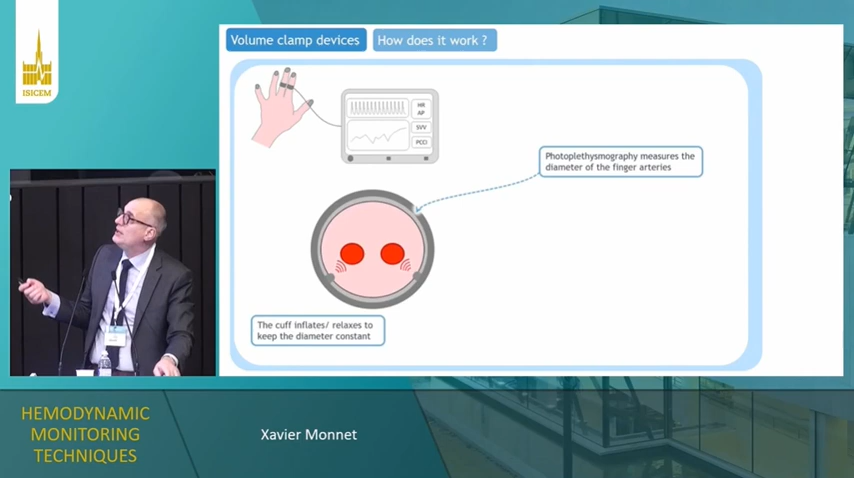 ISICEM
Volume clamp devices
How does it work ?
HR
AP
SVV
PCCI
Photoplethysmography measures the
diameter of the finger arteries
The cuff inflates/ relaxes to
keep the diameter constant
HEMODYNAMIC
MONITORING
TECHNIQUES
Xavier Monnet